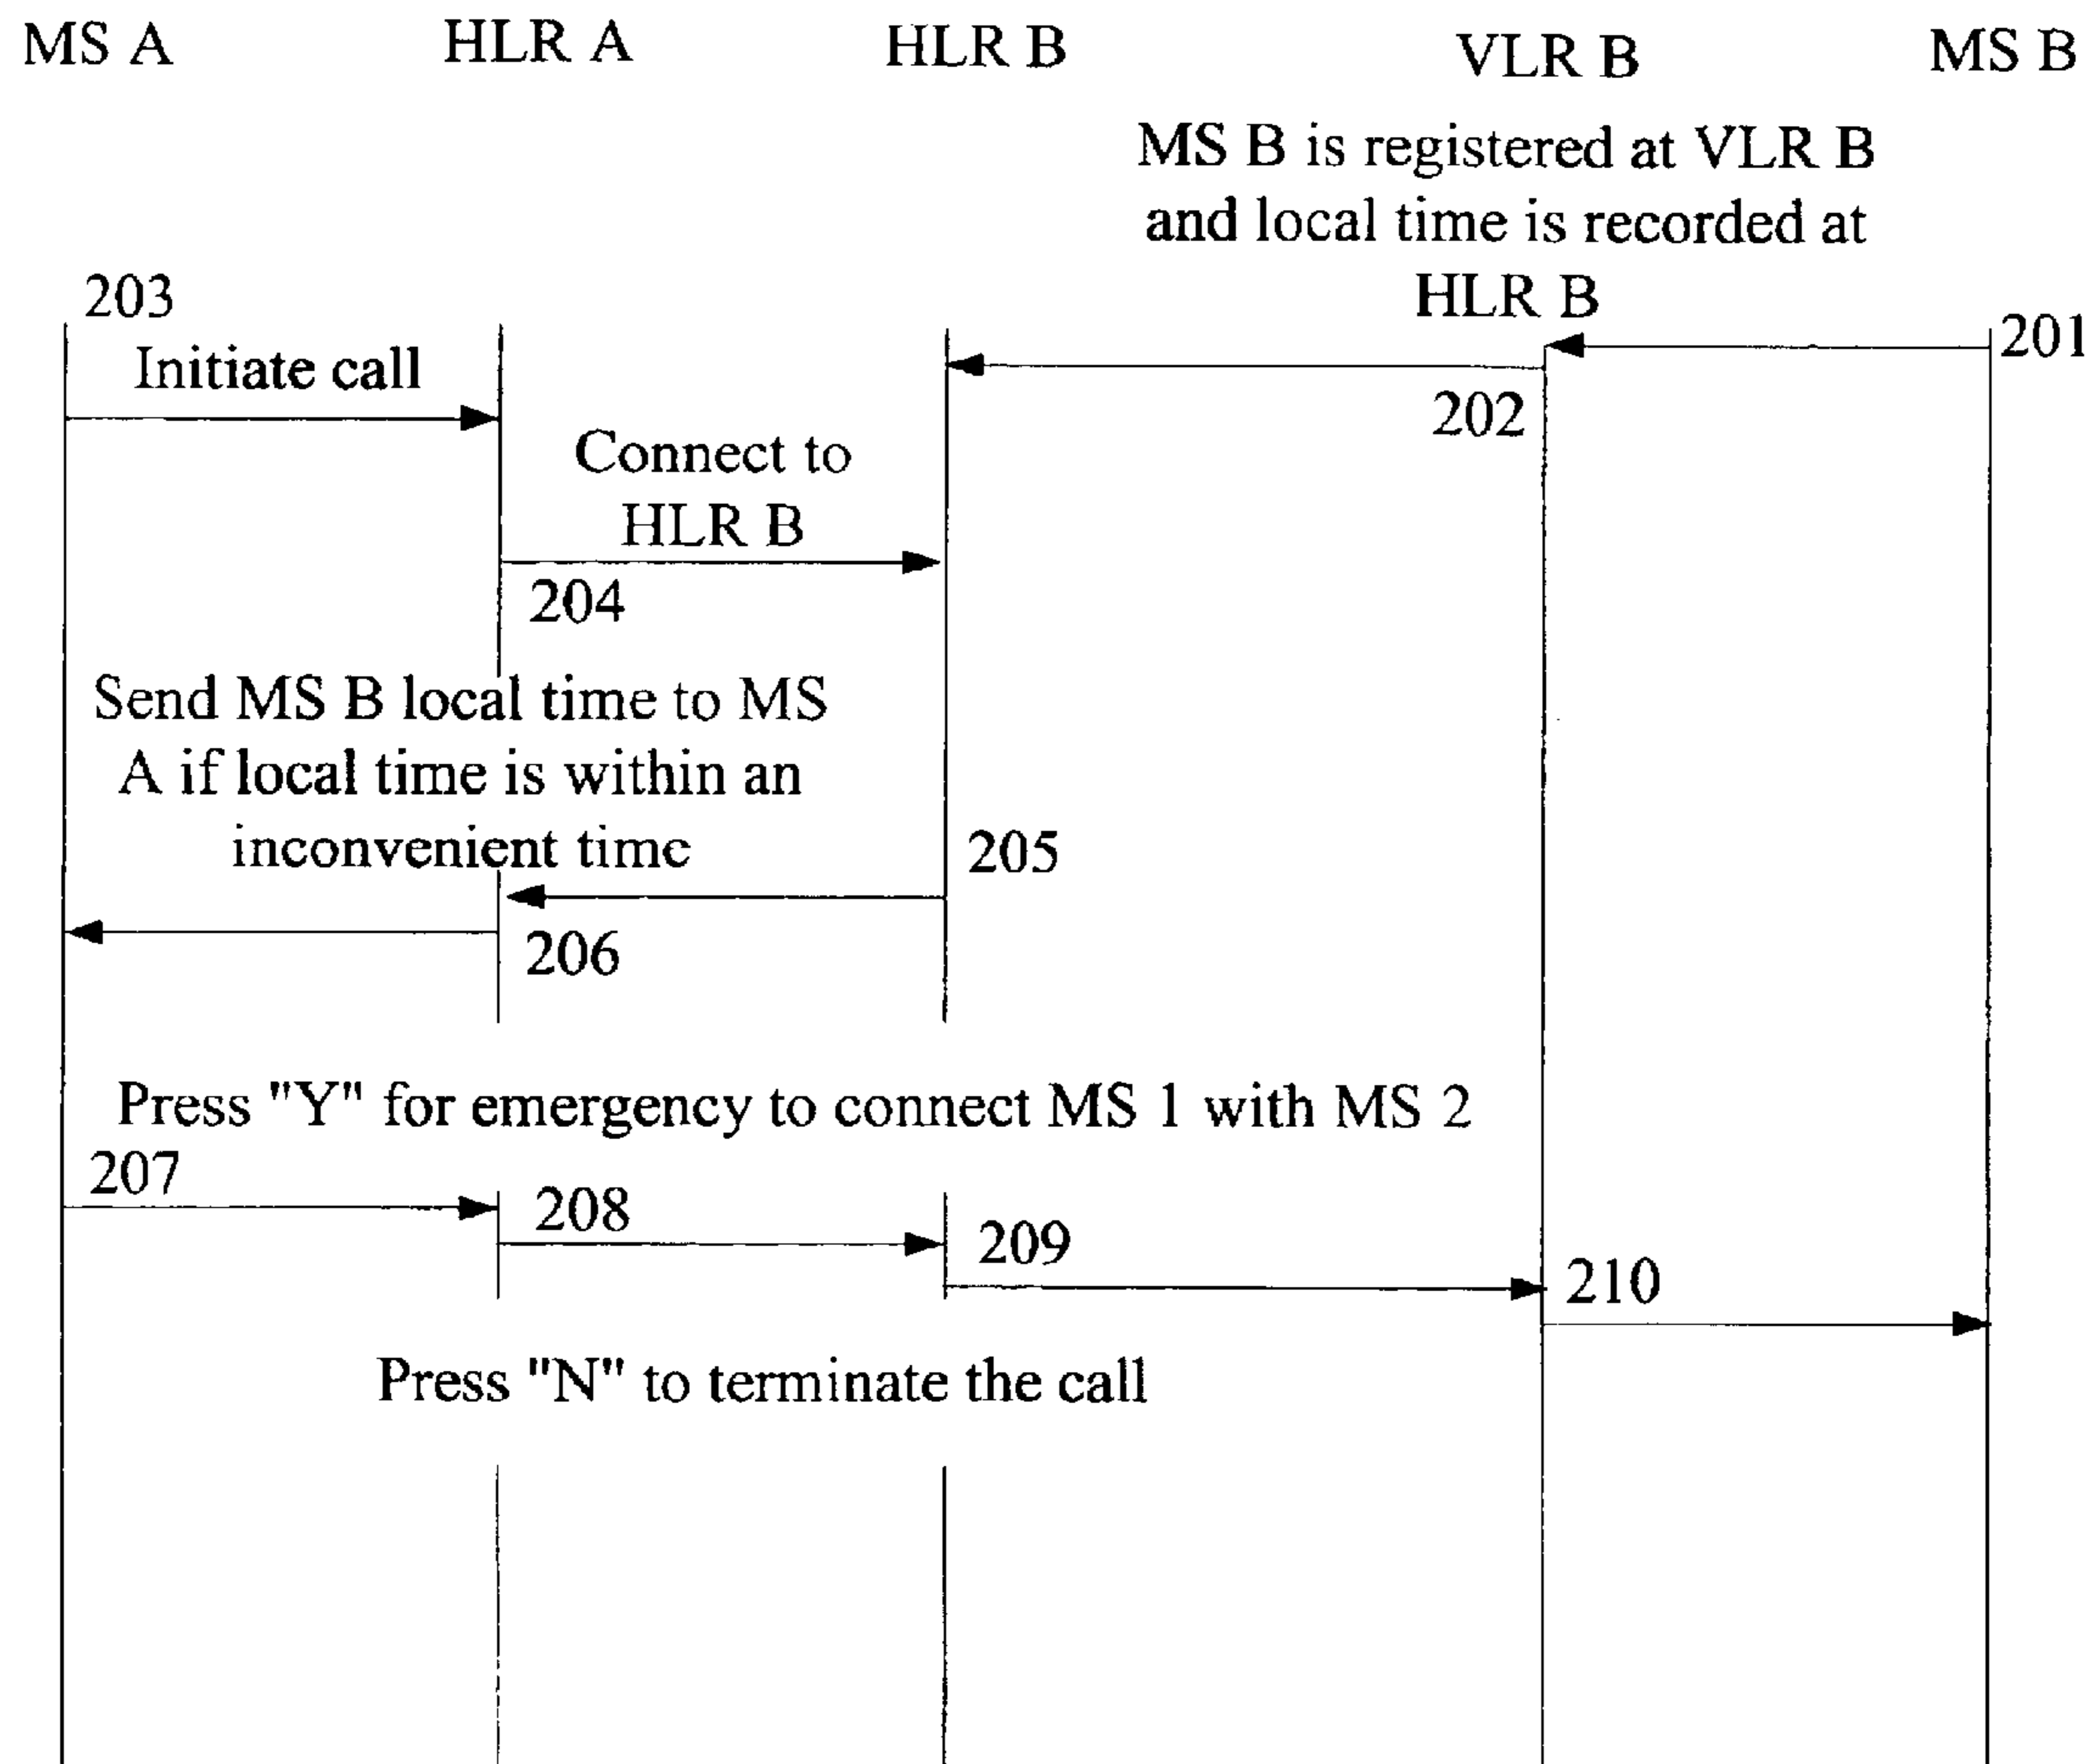 MS A
HLR A
HLR B
VLR B
MS B
MS B is registered at VLR B
and local time is recorded at
HLR B
203
201
Initiate call
202
Connect to
HLR B
204
Send MS B local time to MS
A if local time is within an
inconvenient time
205
206
Press "Y" for emergency to connect MS 1 with MS 2
207
208
209
210
Press "N" to terminate the call